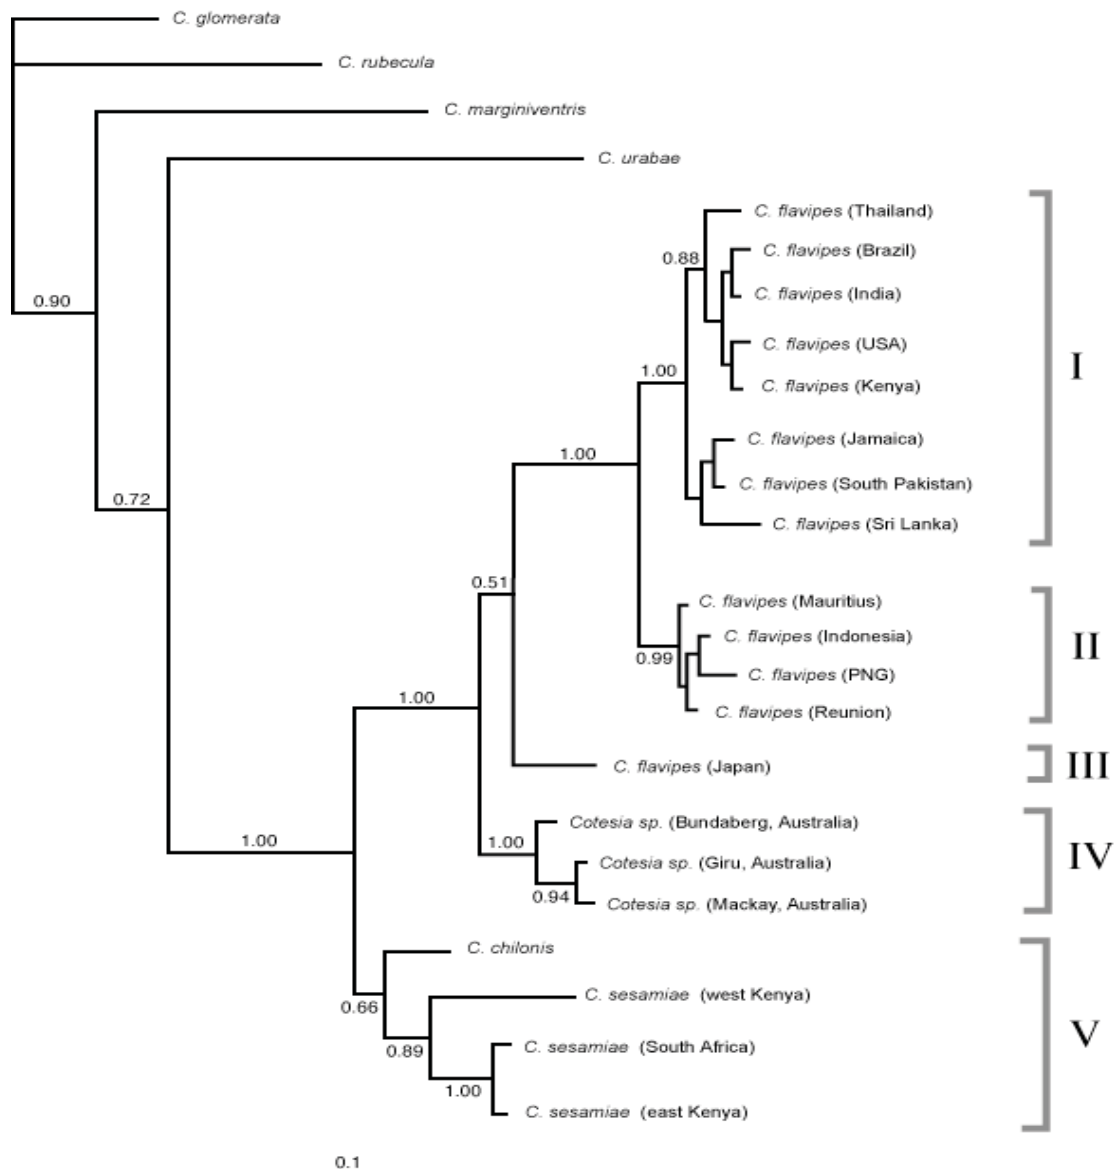 C. glomerata
C. rubecula
C. marginiventris
C. urabae
C. flavipes (Thailand)
0.88
C. flavipes (Brazil)
C. flavipes (India)
0.90
C. flavipes (USA)
I
1.00
C. flavipes (Kenya)
C. flavipes (Jamaica)
1.00
C. flavipes (South Pakistan)
0.72
C. flavipes (Sri Lanka)
0.51
C. flavipes (Mauritius)
C. flavipes (Indonesia)
II
0.99
C. flavipes (PNG)
1.00
C. flavipes (Reunion)
C. flavipes (Japan)
III
Cotesia sp. (Bundaberg, Australia)
1.00
1.00
Cotesia sp. (Giru, Australia)
IV
0.94
Cotesia sp. (Mackay, Australia)
C. chilonis
0.66
C. sesamiae (west Kenya)
V
0.89
C. sesamiae (South Africa)
1.00
C. sesamiae (east Kenya)
0.1